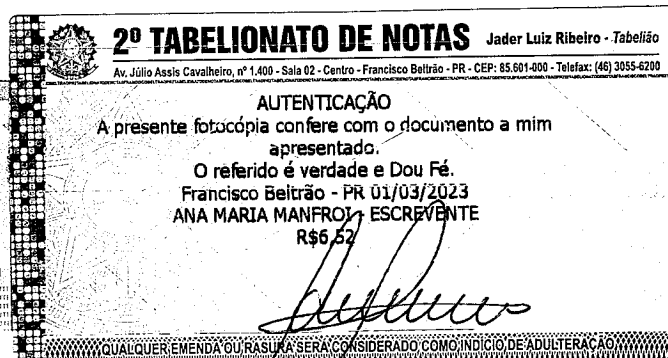 2º TABELIONATO DE NOTAS Jader Luiz Ribeiro - Tabelião
Av. Júlio Assis Cavalheiro, nº 1.400 - Sala 02 - Centro - Francisco Beltrão - PR - CEP: 85.601-000 - Telefax: (46) 3055-6200
AUTENTICAÇÃO
A presente fotocópia confere com o documento a mim
apresentado.
O referido é verdade e Dou Fé.
Francisco Beltrão - PR 01/03/2023
ANA MARIA MANFROI - ESCREVENTE
R$6,52
QUALQUER EMENDA OU RASURA SERÁ CONSIDERADO COMO INDÍCIO DE ADULTERAÇÃO